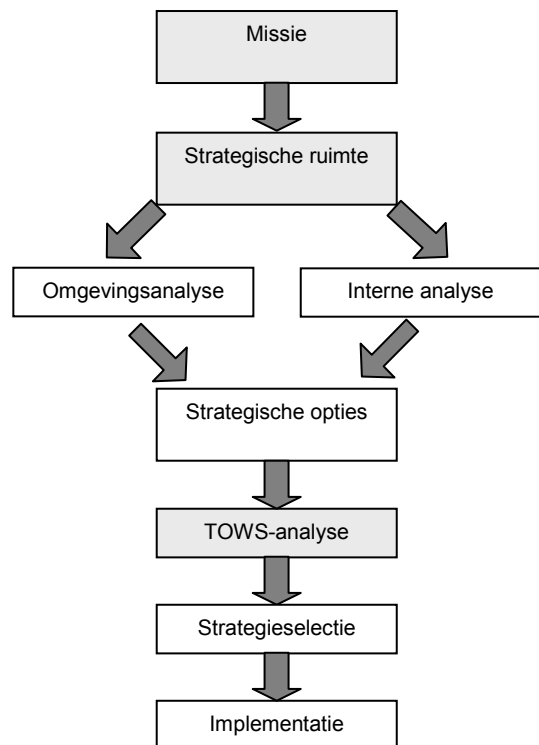 Missie
Strategische ruimte
Omgevingsanalyse
Interne analyse
Strategische opties
TOWS-analyse
Strategieselectie
Implementatie